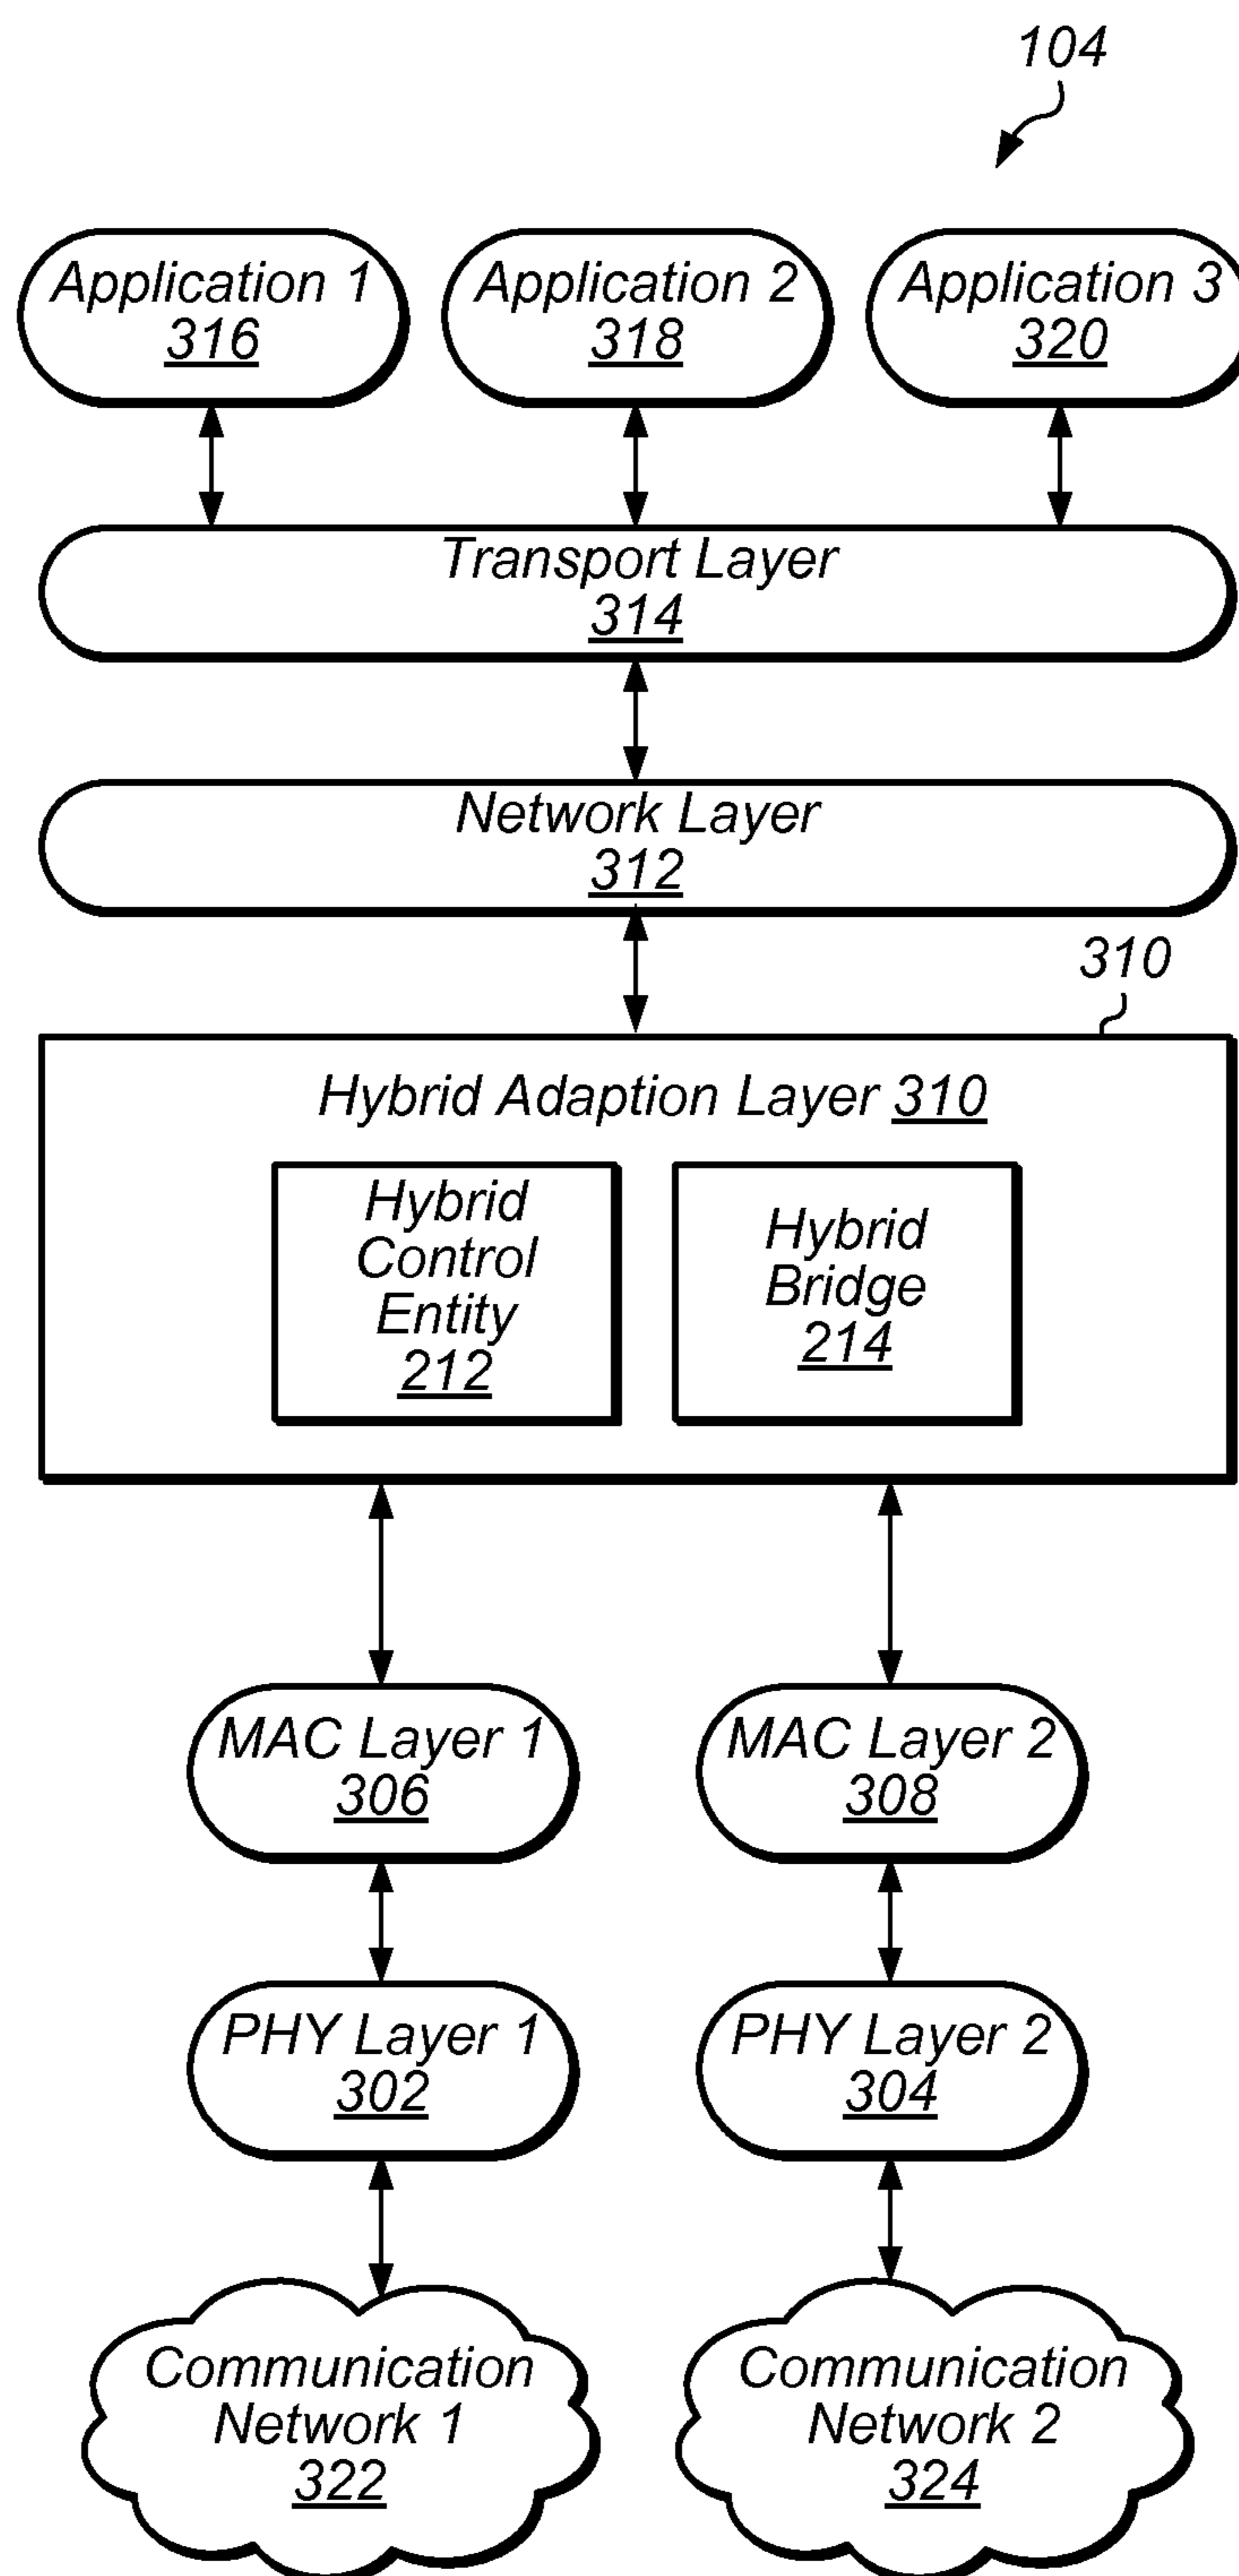 104
Application 1
316
Application 2
318
Application 3
320
Transport Layer
314
Network Layer
312
310
Hybrid Adaption Layer 310
Hybrid
Control
Entity
212
Hybrid
Bridge
214
MAC Layer 1
306
MAC Layer 2
308
PHY Layer 1
302
PHY Layer 2
304
Communication
Network 1
322
Communication
Network 2
324